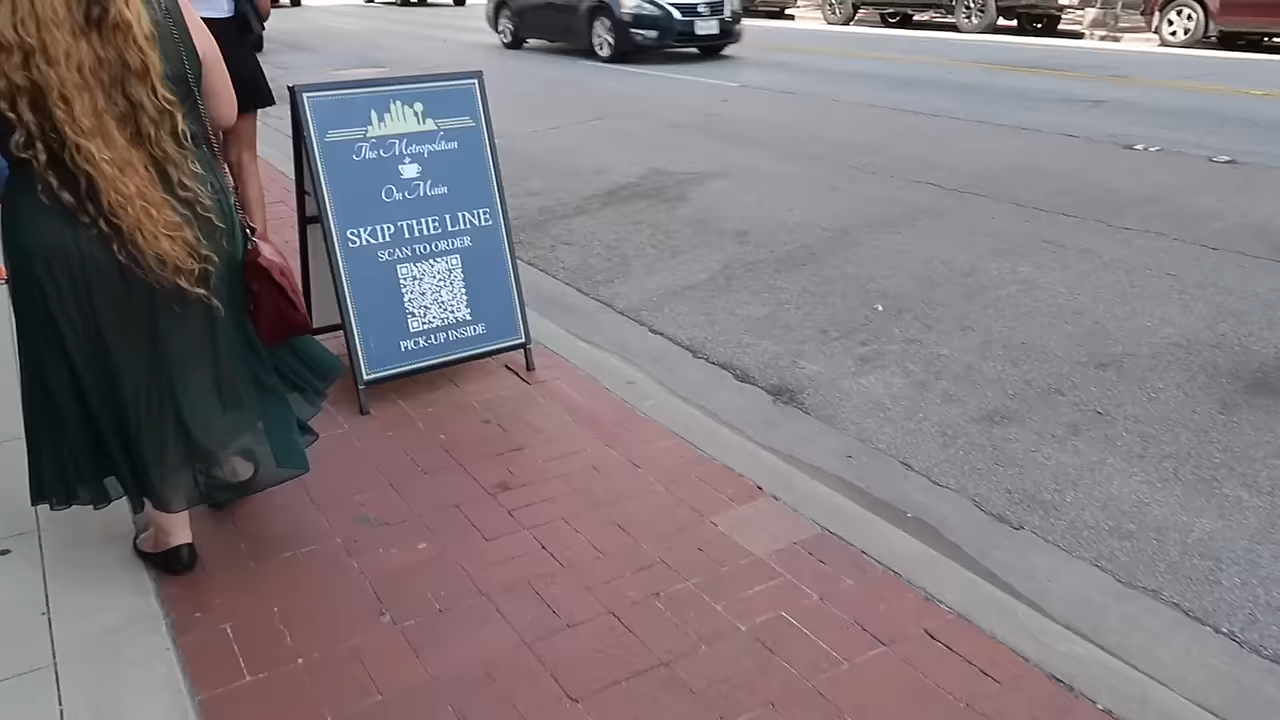 The Metropolitan
On Main
SKIP THE LINE
SCAN TO ORDER
PICK-UP INSIDE